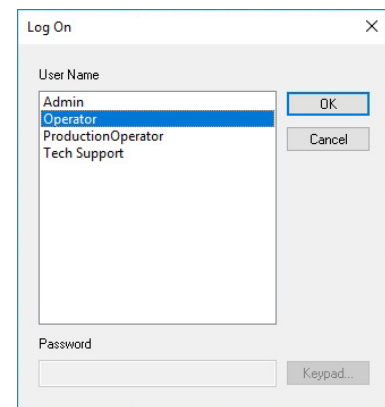 Log On
User Name
Admin
Operator
ProductionOperator
Tech Support
OK
Cancel
Password
Keypad...